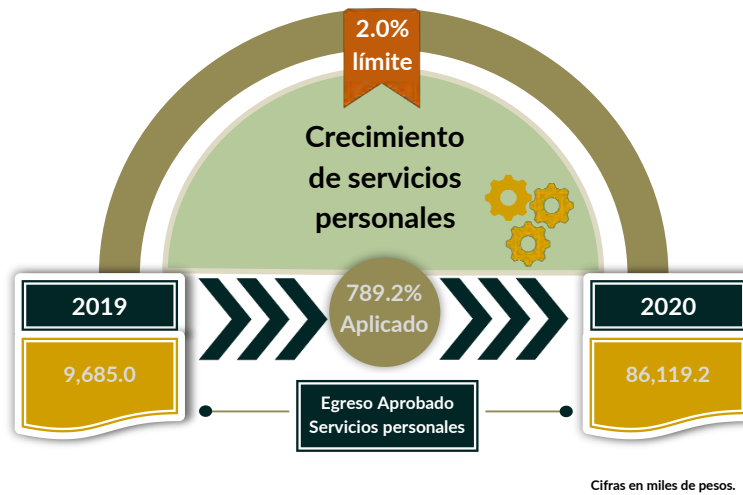 2.0%
límite
Crecimiento
de servicios
personales
2019
789.2%
Aplicado
2020
9,685.0
86,119.2
Egreso Aprobado
Servicios personales
Cifras en miles de pesos.